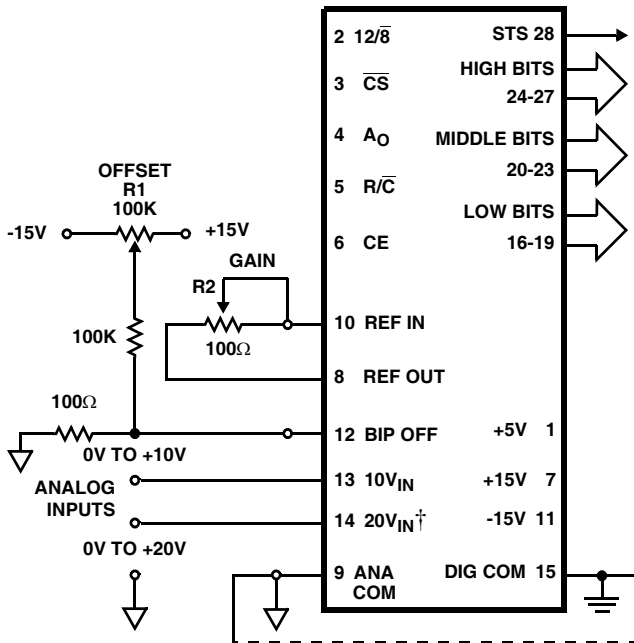 2 12/8̅ STS 28
HIGH BITS
3 C̅S̅ 24-27
4 AO MIDDLE BITS
20-23
OFFSET
R1
100K
5 R/C̅
LOW BITS
-15V +15V
6 CE 16-19
GAIN
R2
10 REF IN
100K 100Ω
8 REF OUT
100Ω
12 BIP OFF +5V 1
0V TO +10V
13 10VIN +15V 7
ANALOG
INPUTS
14 20VIN† -15V 11
0V TO +20V
9 ANA DIG COM 15
COM